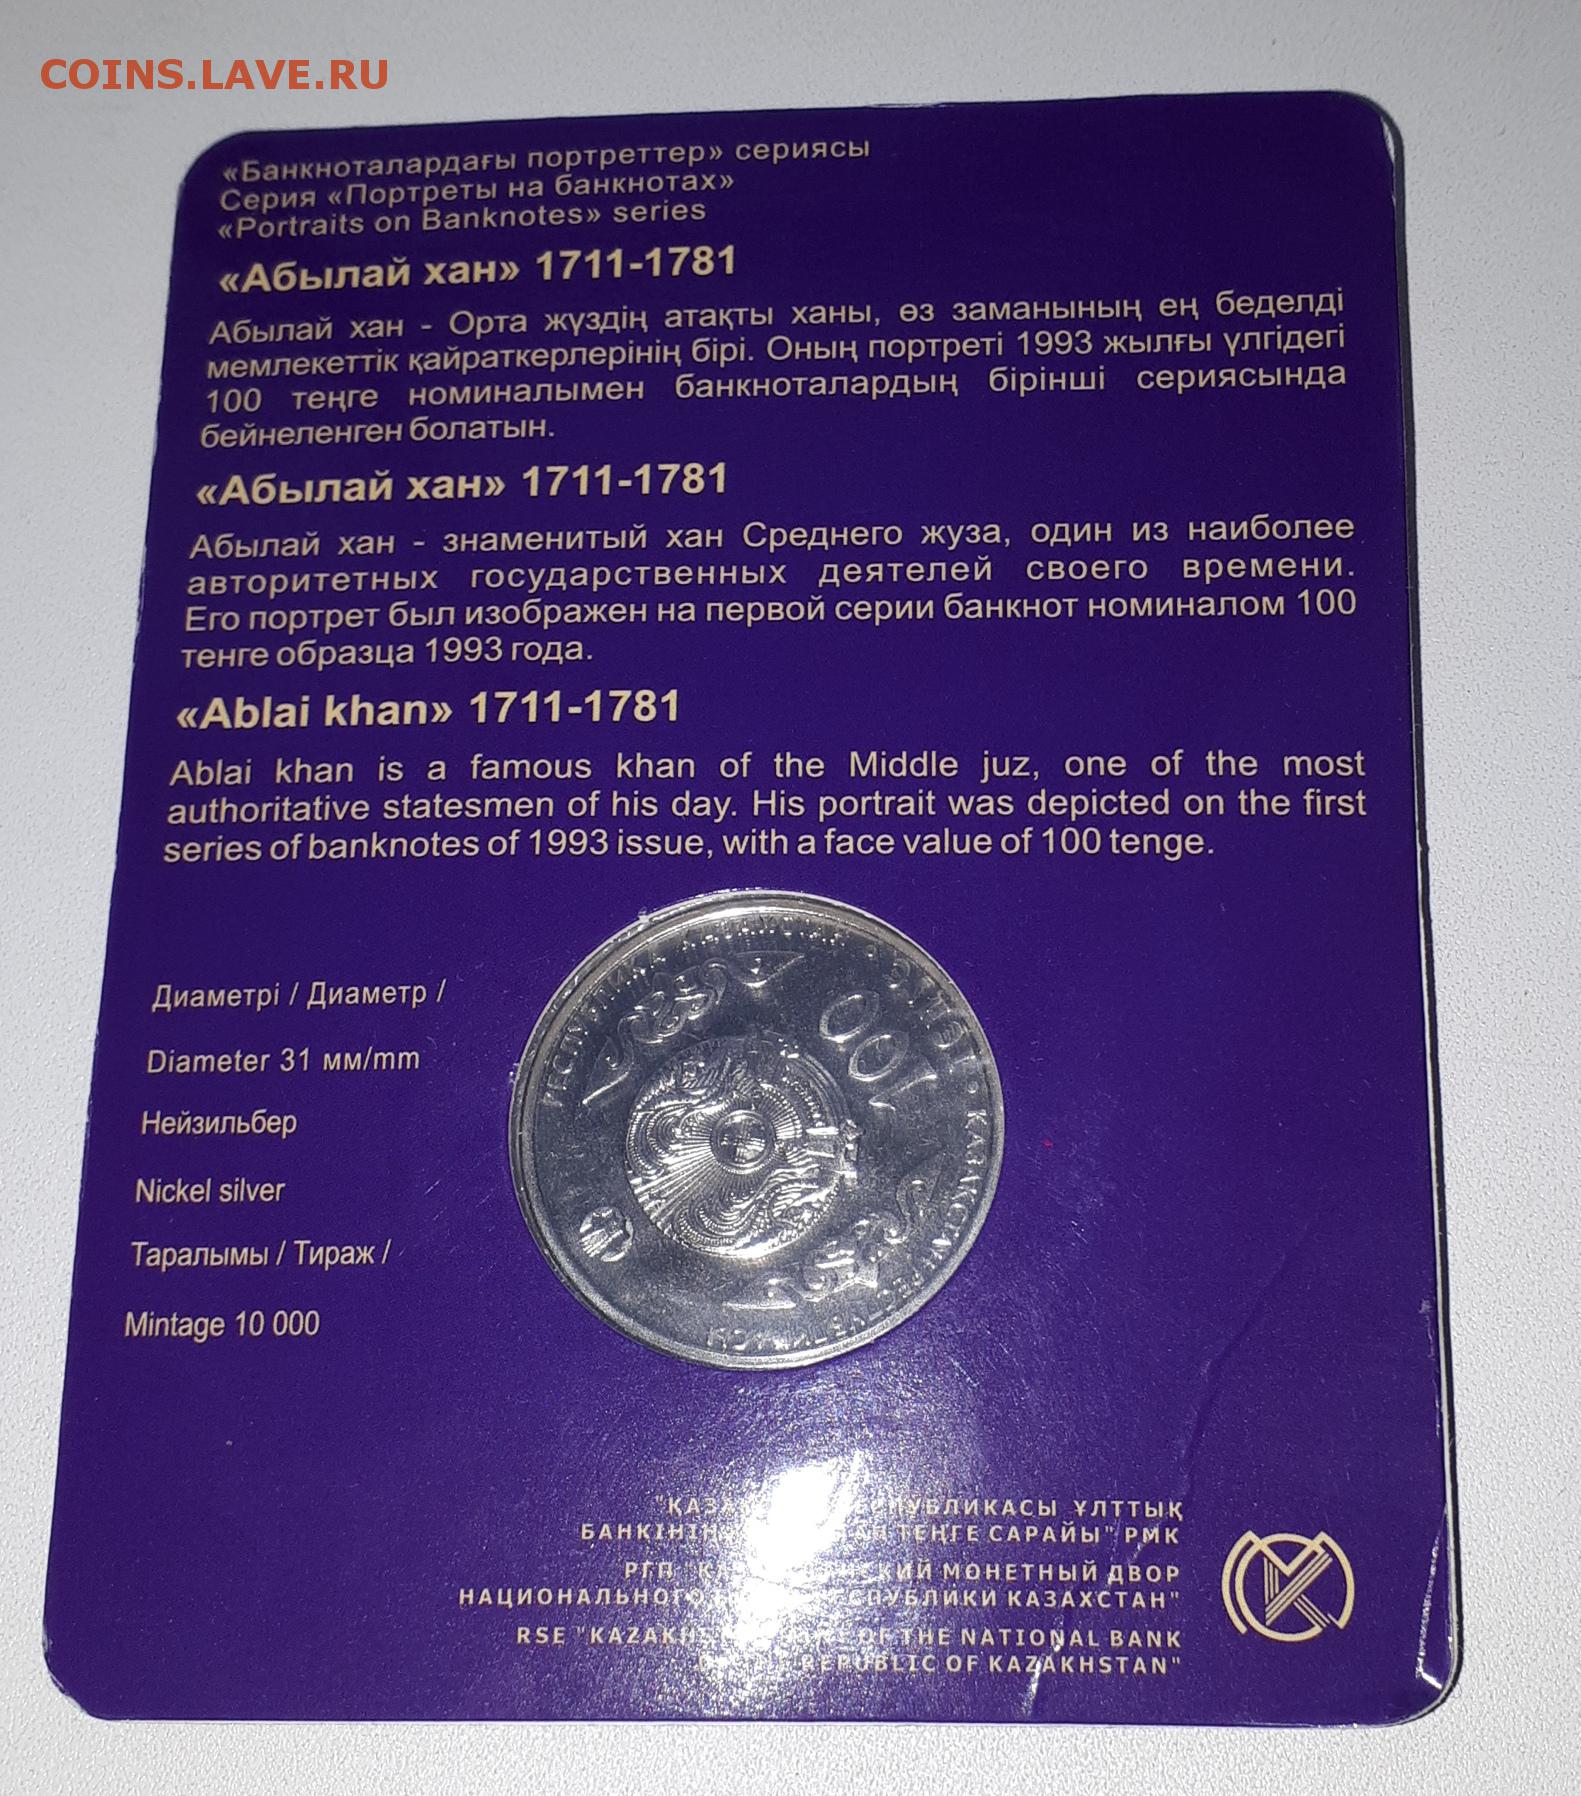 COINS.LAVE.RU
«Банкноталардағы портреттер» сериясы
Серия «Портреты на банкнотах»
«Portraits on Banknotes» series
«Абылай хан» 1711-1781
Абылай хан - Орта жүздің атақты ханы, өз заманының ең беделді
мемлекеттік қайраткерлерінің бірі. Оның портреті 1993 жылғы үлгідегі
100 теңге номиналымен банкноталардың бірінші сериясында
бейнеленген болатын.
«Абылай хан» 1711-1781
Абылай хан - знаменитый хан Среднего жуза, один из наиболее
авторитетных государственных деятелей своего времени.
Его портрет был изображен на первой серии банкнот номиналом 100
тенге образца 1993 года.
«Ablai khan» 1711-1781
Ablai khan is a famous khan of the Middle juz, one of the most
authoritative statesmen of his day. His portrait was depicted on the first
series of banknotes of 1993 issue, with a face value of 100 tenge.
Диаметрі / Диаметр /
Diameter 31 мм/mm
Нейзильбер
Nickel silver
Таралымы / Тираж /
Mintage 10 000
100
ҰЛТТЫҚ
ТЕҢГЕ САРАЙЫ" РМК
РГП МОНЕТНЫЙ ДВОР
КАЗАХСТАН"
RSE OF THE NATIONAL BANK
REPUBLIC OF KAZAKHSTAN"